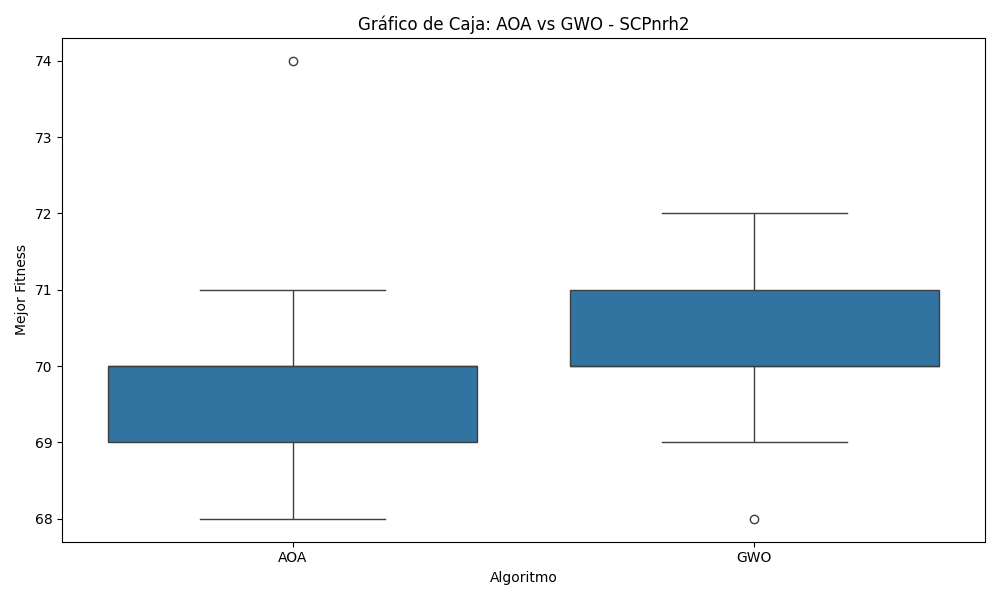 Gráfico de Caja: AOA vs GWO - SCPnrh2
Mejor Fitness
74
73
72
71
70
69
68
AOA
GWO
Algoritmo